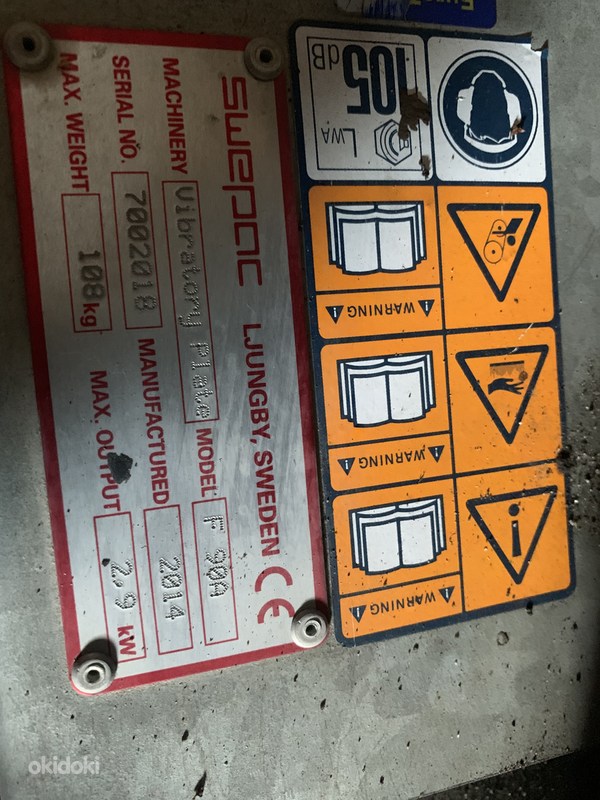 swepac LJUNGBY, SWEDEN CE
MACHINERY Vibratory Plate MODEL F 90A
SERIAL NO. 7002018 MANUFACTURED 2014
MAX. WEIGHT 108 kg MAX. OUTPUT 2.9 kW
LWA
105
dB
WARNING
WARNING
WARNING
okidoki